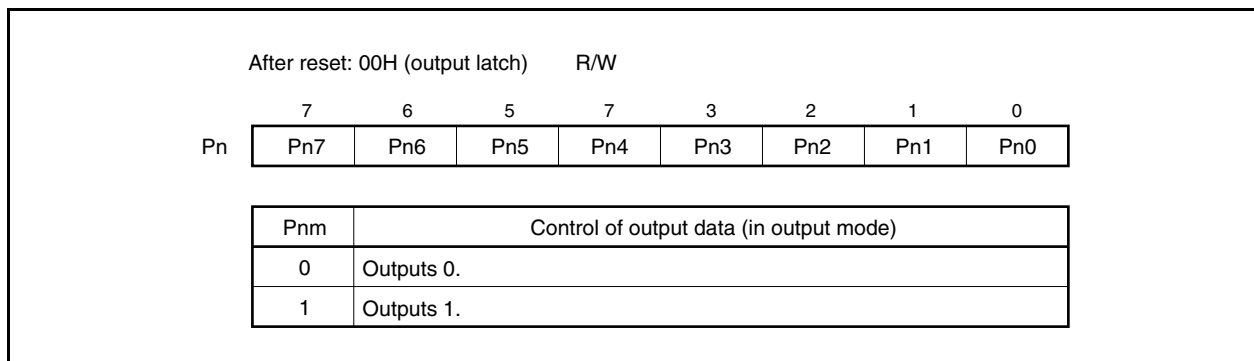 After reset: 00H (output latch) R/W
7 6 5 7 3 2 1 0
Pn Pn7 Pn6 Pn5 Pn4 Pn3 Pn2 Pn1 Pn0
Pnm Control of output data (in output mode)
0 Outputs 0.
1 Outputs 1.